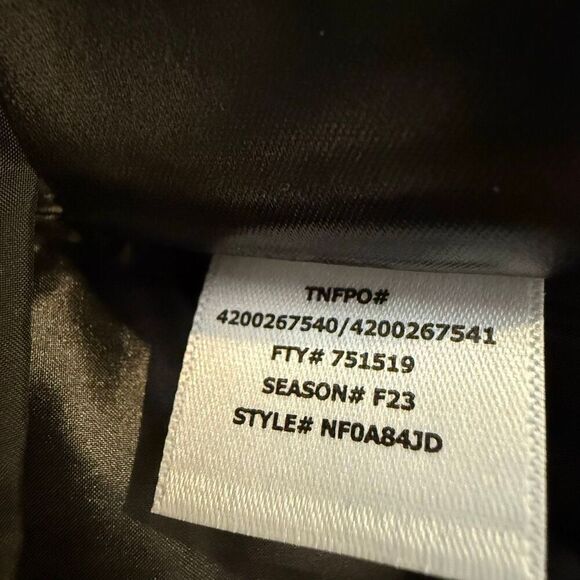 TNFPO#
4200267540/4200267541
FTY# 751519
SEASON# F23
STYLE# NF0A84JD